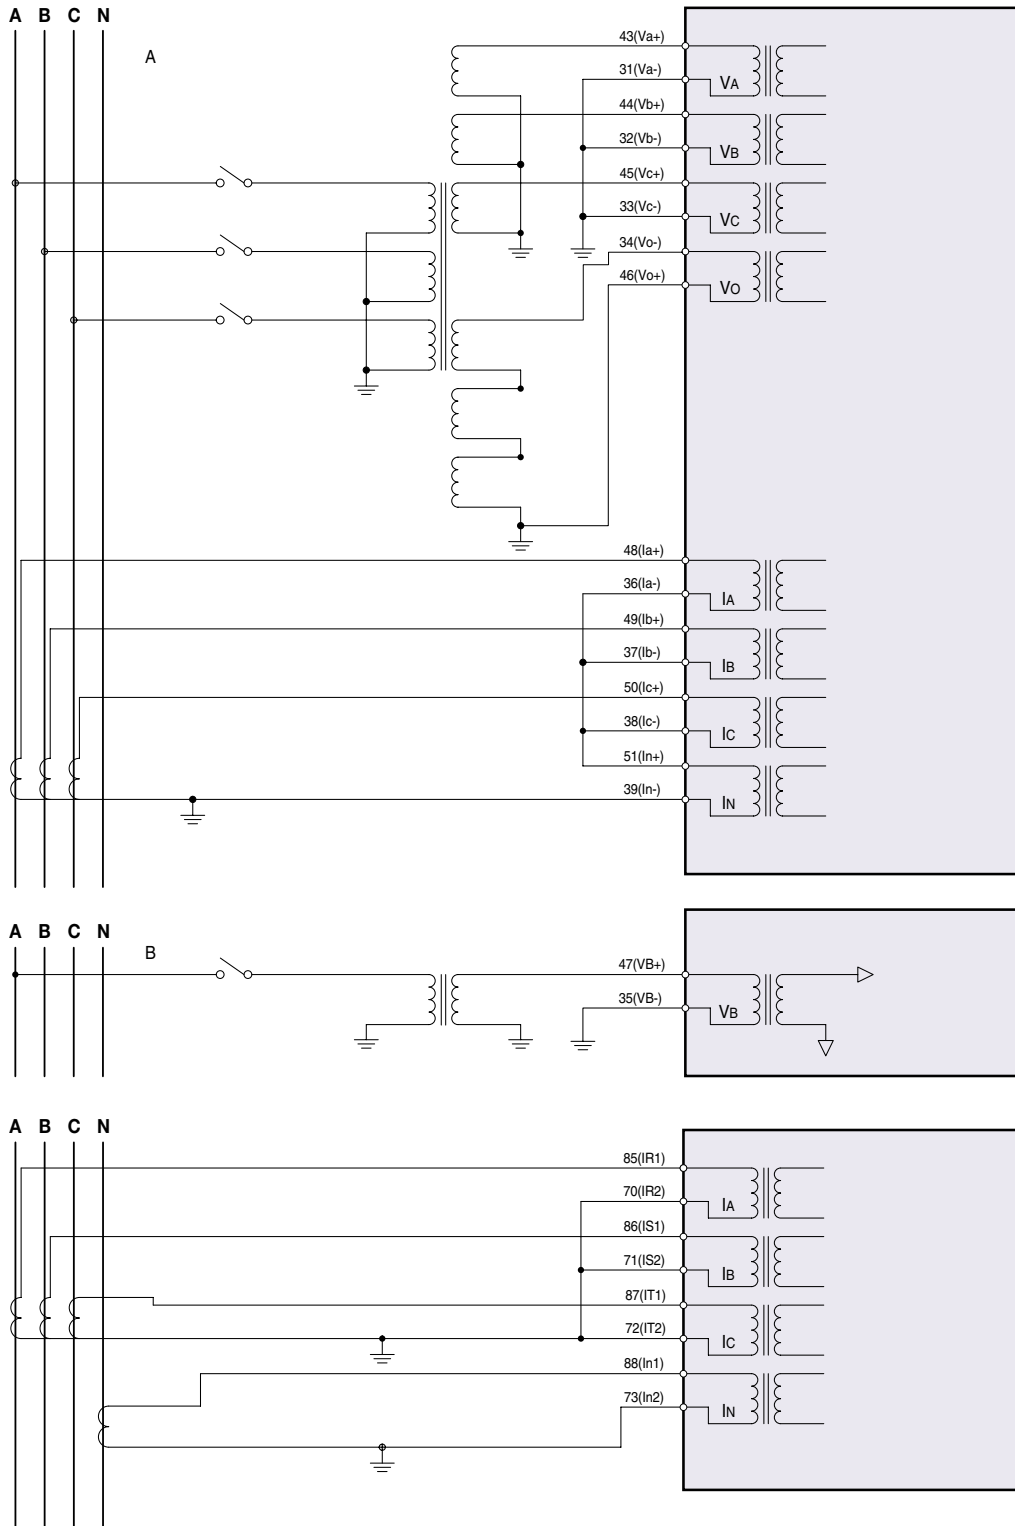 A B C N
A
43(Va+)
31(Va-)
VA
44(Vb+)
32(Vb-)
VB
45(Vc+)
33(Vc-)
VC
34(Vo-)
46(Vo+)
VO
48(Ia+)
36(Ia-)
IA
49(Ib+)
37(Ib-)
IB
50(Ic+)
38(Ic-)
IC
51(In+)
39(In-)
IN
A B C N
B
47(VB+)
35(VB-)
VB
A B C N
85(IR1)
70(IR2)
IA
86(IS1)
71(IS2)
IB
87(IT1)
72(IT2)
IC
88(In1)
73(In2)
IN